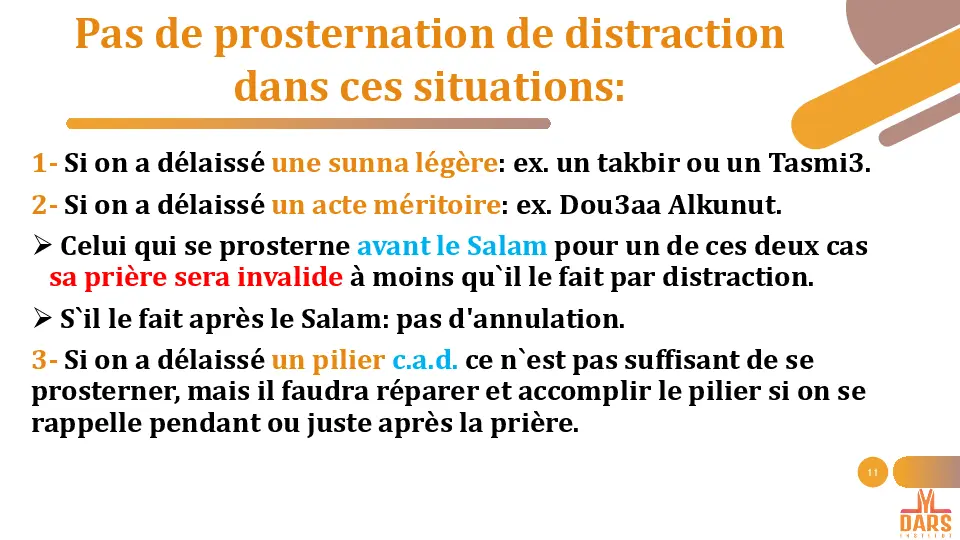 Pas de prosternation de distraction
dans ces situations:
1- Si on a délaissé une sunna légère: ex. un takbir ou un Tasmi3.
2- Si on a délaissé un acte méritoire: ex. Dou3aa Alkunut.
➢ Celui qui se prosterne avant le Salam pour un de ces deux cas
sa prière sera invalide à moins qu`il le fait par distraction.
➢ S`il le fait après le Salam: pas d'annulation.
3- Si on a délaissé un pilier c.a.d. ce n`est pas suffisant de se
prosterner, mais il faudra réparer et accomplir le pilier si on se
rappelle pendant ou juste après la prière.
11
DARS
INSTITUT